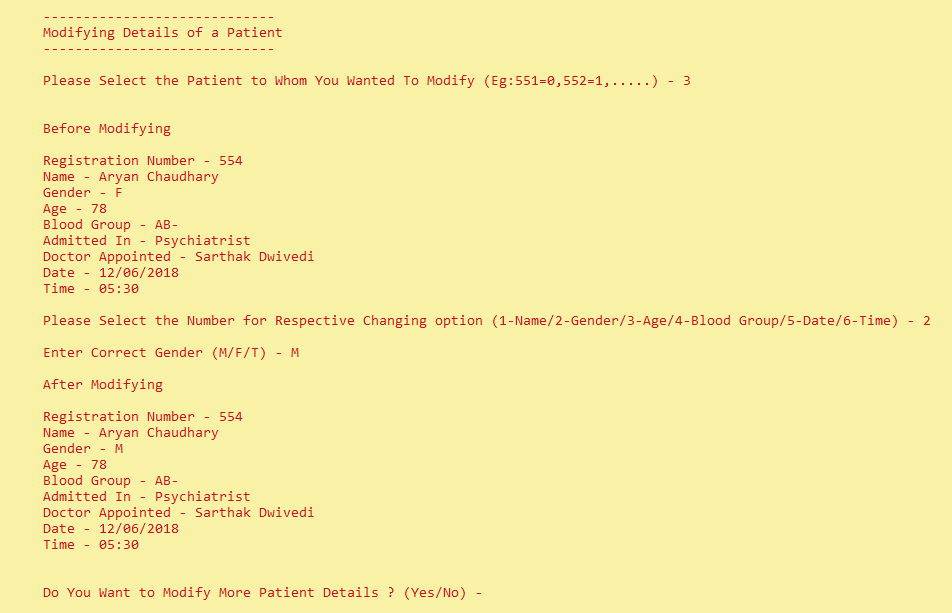 -----------------------------
Modifying Details of a Patient
-----------------------------
Please Select the Patient to Whom You Wanted To Modify (Eg:551=0,552=1,.....) - 3
Before Modifying
Registration Number - 554
Name - Aryan Chaudhary
Gender - F
Age - 78
Blood Group - AB-
Admitted In - Psychiatrist
Doctor Appointed - Sarthak Dwivedi
Date - 12/06/2018
Time - 05:30
Please Select the Number for Respective Changing option (1-Name/2-Gender/3-Age/4-Blood Group/5-Date/6-Time) - 2
Enter Correct Gender (M/F/T) - M
After Modifying
Registration Number - 554
Name - Aryan Chaudhary
Gender - M
Age - 78
Blood Group - AB-
Admitted In - Psychiatrist
Doctor Appointed - Sarthak Dwivedi
Date - 12/06/2018
Time - 05:30
Do You Want to Modify More Patient Details ? (Yes/No) -